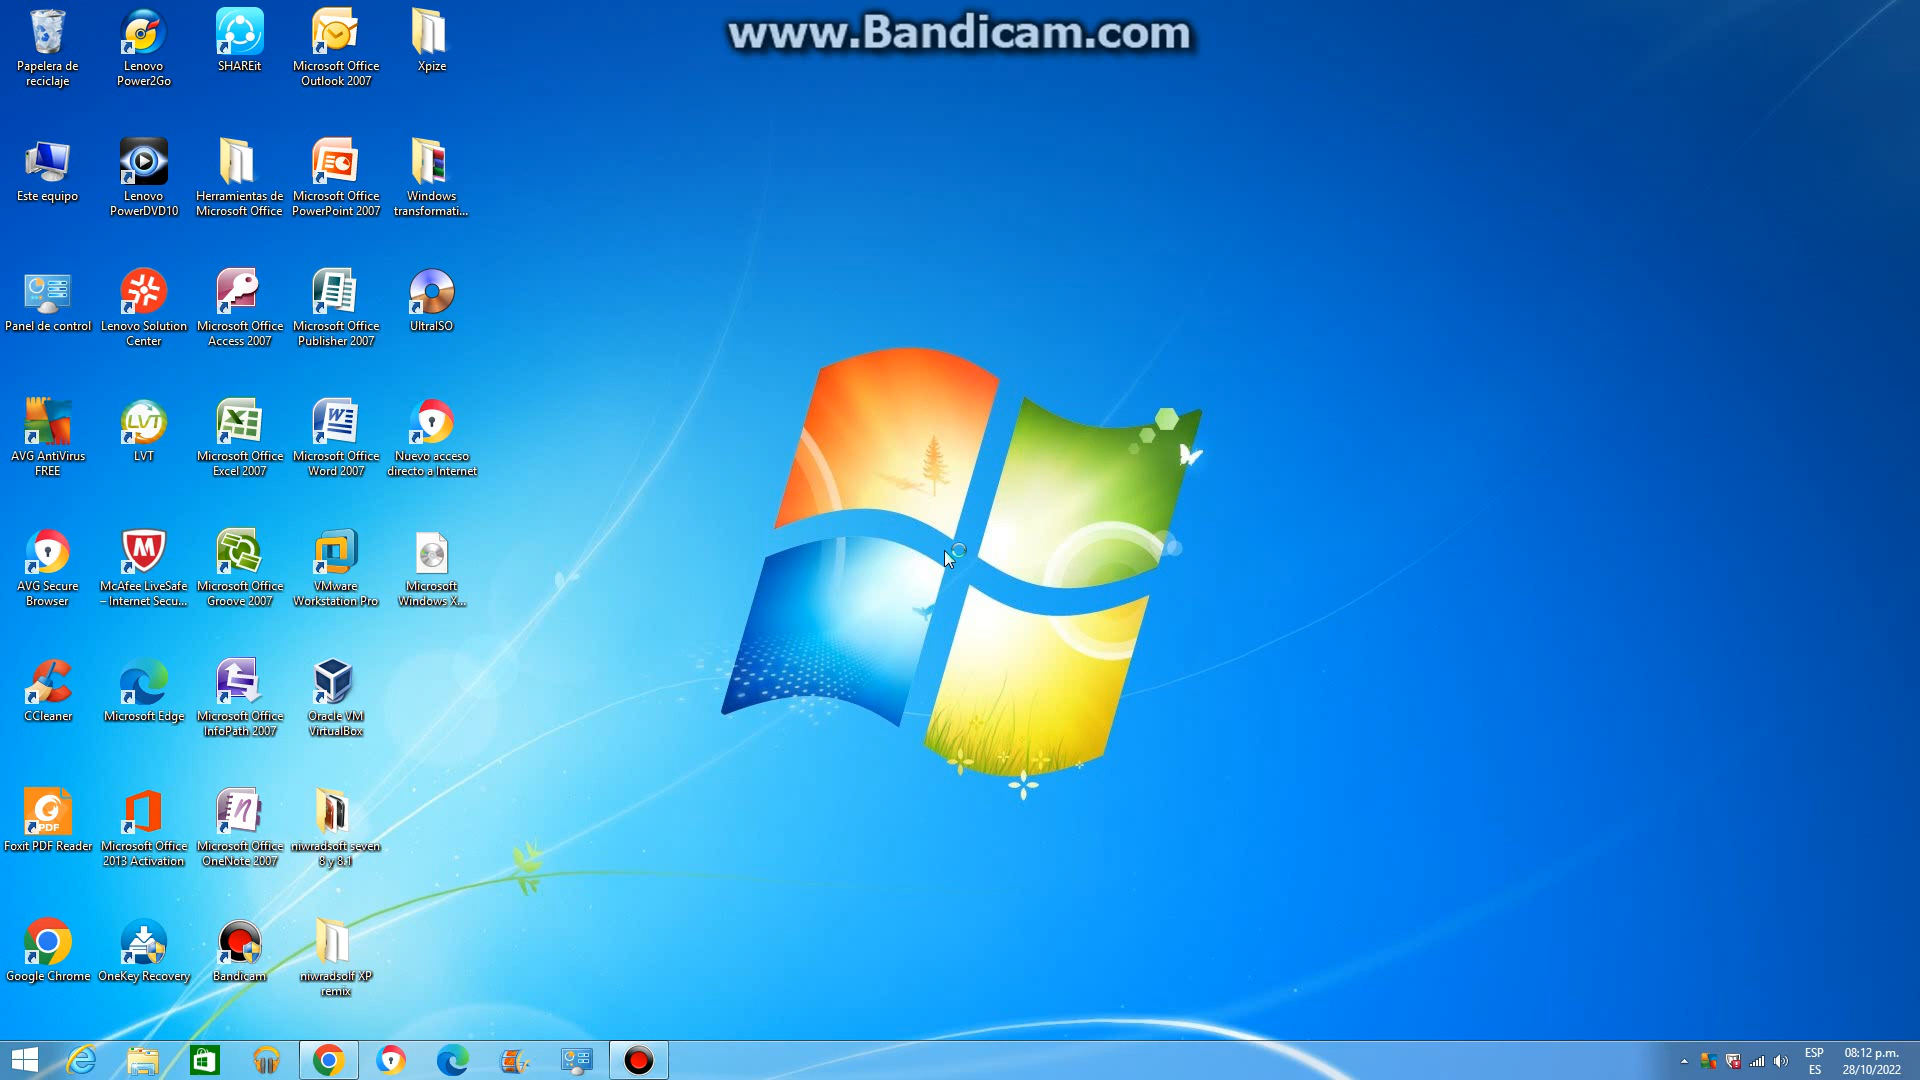 www.Bandicam.com
Papelera de
reciclaje
Lenovo
Power2Go
SHAREit
Microsoft Office
Outlook 2007
Xpize
Este equipo
Lenovo
PowerDVD10
Herramientas de
Microsoft Office
Microsoft Office
PowerPoint 2007
Windows
transformati...
Panel de control
Lenovo Solution
Center
Microsoft Office
Access 2007
Microsoft Office
Publisher 2007
UltraISO
AVG AntiVirus
FREE
LVT
LVT
Microsoft Office
Excel 2007
Microsoft Office
Word 2007
Nuevo acceso
directo a Internet
AVG Secure
Browser
McAfee LiveSafe
– Internet Secu...
Microsoft Office
Groove 2007
VMware
Workstation Pro
Microsoft
Windows X...
CCleaner
Microsoft Edge
Microsoft Office
InfoPath 2007
Oracle VM
VirtualBox
PDF
Foxit PDF Reader
Microsoft Office
2013 Activation
Microsoft Office
OneNote 2007
niwradsoft seven
8 y 8.1
Google Chrome
OneKey Recovery
Bandicam
niwradsolf XP
remix
ESP
ES
08:12 p.m.
28/10/2022